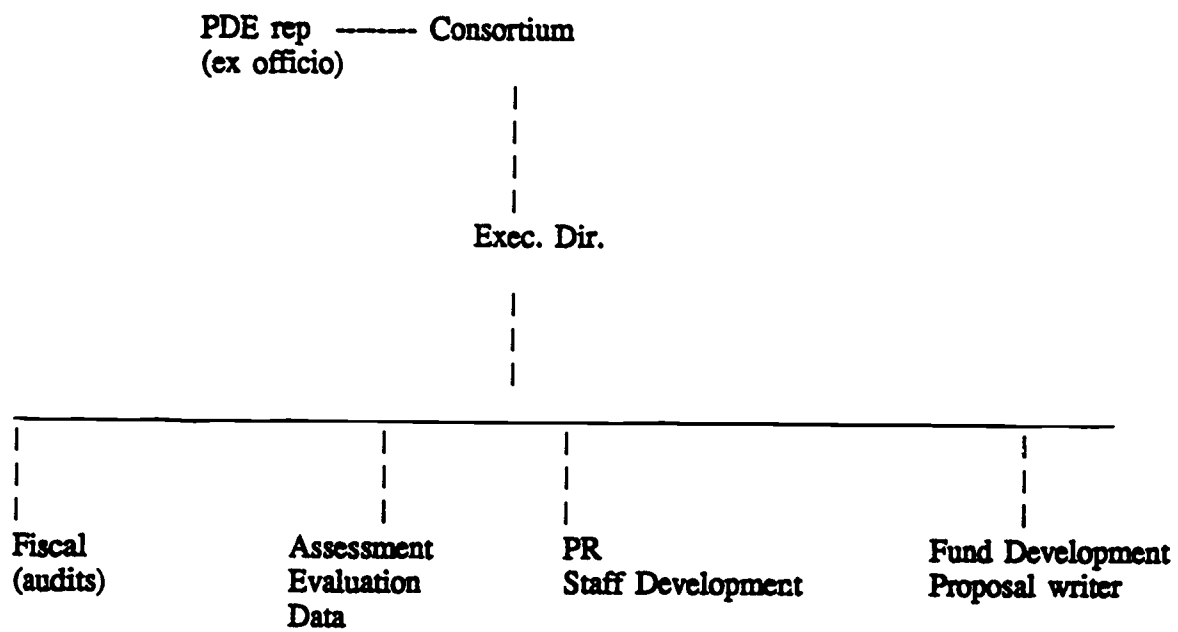 PDE rep ------- Consortium
(ex officio)
Exec. Dir.
Fiscal
(audits)
Assessment
Evaluation
Data
PR
Staff Development
Fund Development
Proposal writer